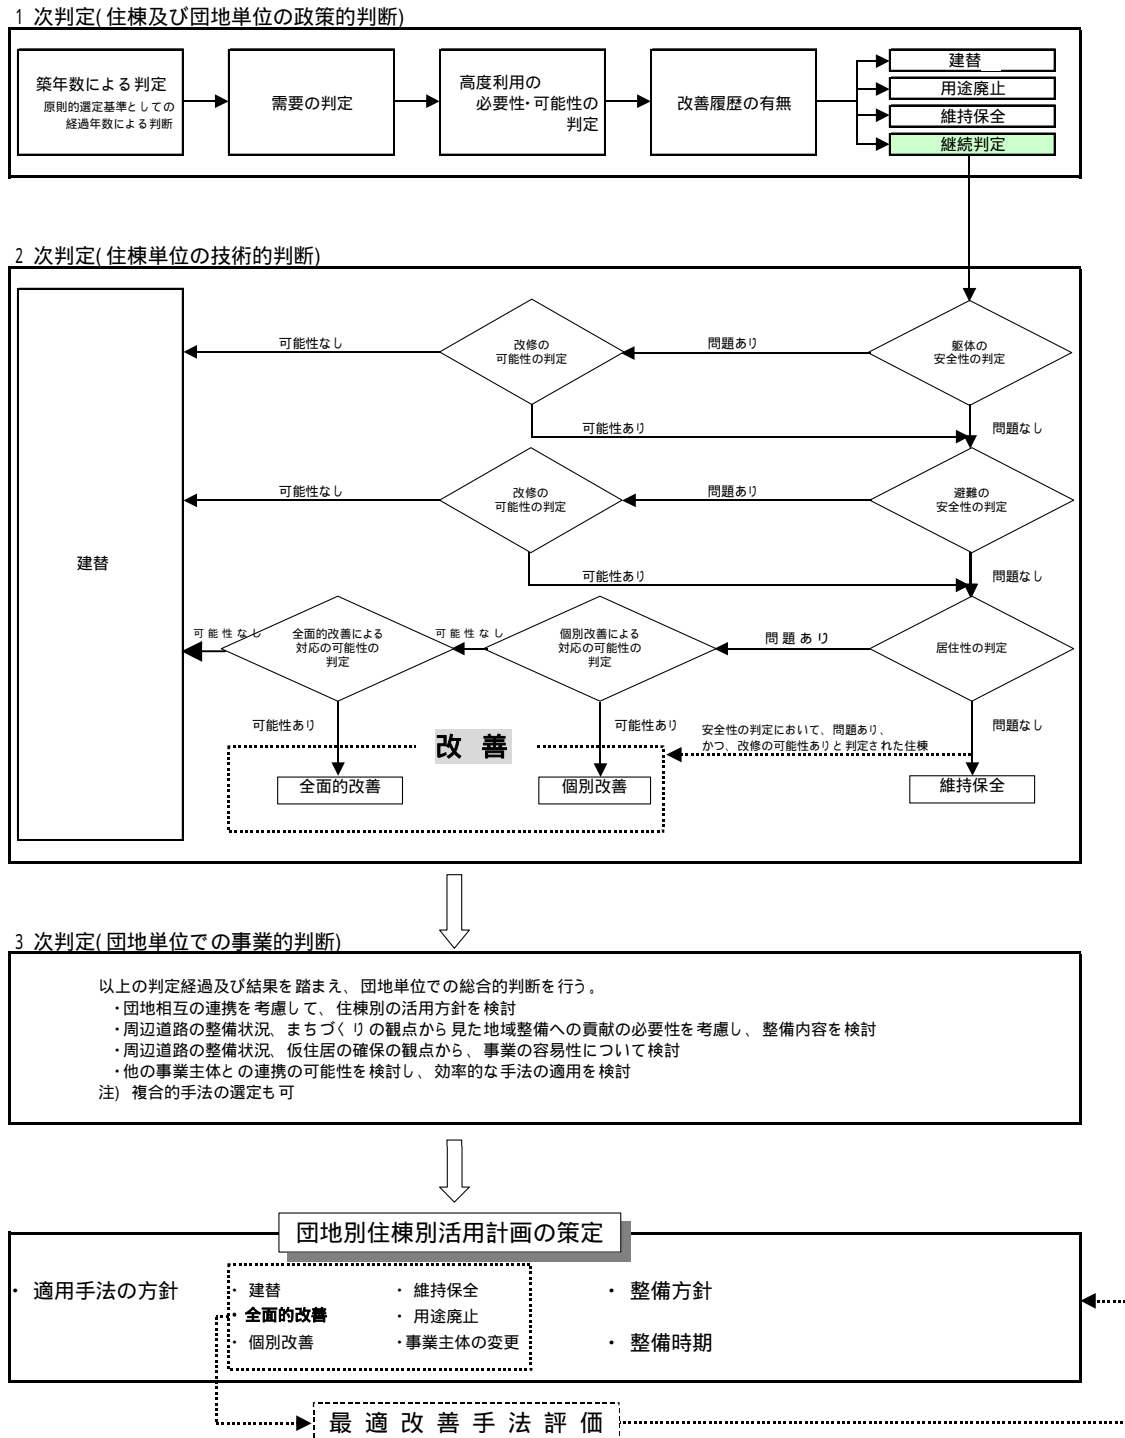 1 次判定(住棟及び団地単位の政策的判断)
築年数による判定
原則的選定基準としての
経過年数による判断
需要の判定
高度利用の
必要性・可能性の
判定
改善履歴の有無
建替
用途廃止
維持保全
継続判定
2 次判定(住棟単位の技術的判断)
建替
可能性なし
改修の
可能性の判定
問題あり
躯体の
安全性の判定
可能性あり
問題なし
可能性なし
改修の
可能性の判定
問題あり
避難の
安全性の判定
可能性あり
問題なし
可能性なし
全面的改善による
対応の可能性の
判定
可能性なし
個別改善による
対応の可能性の
判定
問題あり
居住性の判定
可能性あり
改 善
可能性あり
安全性の判定において、問題あり、
かつ、改修の可能性ありと判定された住棟
問題なし
全面的改善
個別改善
維持保全
3 次判定(団地単位での事業的判断)
以上の判定経過及び結果を踏まえ、団地単位での総合的判断を行う。
・団地相互の連携を考慮して、住棟別の活用方針を検討
・周辺道路の整備状況、まちづくりの観点から見た地域整備への貢献の必要性を考慮し、整備内容を検討
・周辺道路の整備状況、仮住居の確保の観点から、事業の容易性について検討
・他の事業主体との連携の可能性を検討し、効率的な手法の適用を検討
注) 複合的手法の選定も可
団地別住棟別活用計画の策定
・ 適用手法の方針
・ 建替
・ 維持保全
・ 整備方針
・ 全面的改善
・ 用途廃止
・ 個別改善
・事業主体の変更
・ 整備時期
最適改善手法評価